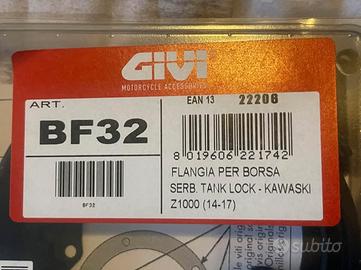 GIVI
MOTORCYCLE ACCESSORIES
ART.
EAN 13 22206
BF32
8 019606 221742
BF32
FLANGIA PER BORSA
SERB. TANK LOCK - KAWASKI
Z1000 (14-17)
subito